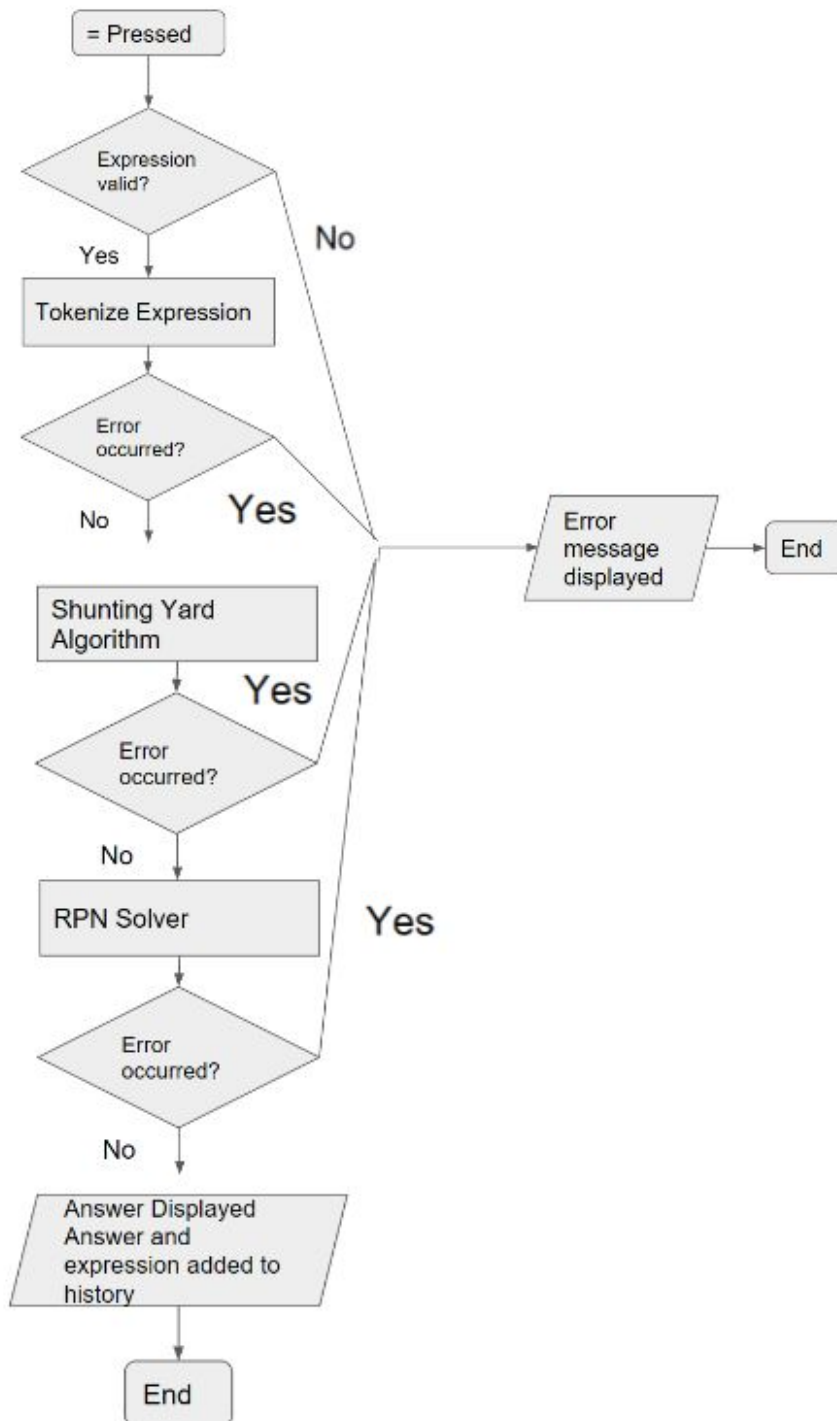 = Pressed
Expression
valid?
No
Yes
Tokenize Expression
Error
occurred?
Yes
No
Error
message
displayed
End
Shunting Yard
Algorithm
Yes
Error
occurred?
No
RPN Solver
Yes
Error
occurred?
No
Answer Displayed
Answer and
expression added to
history
End